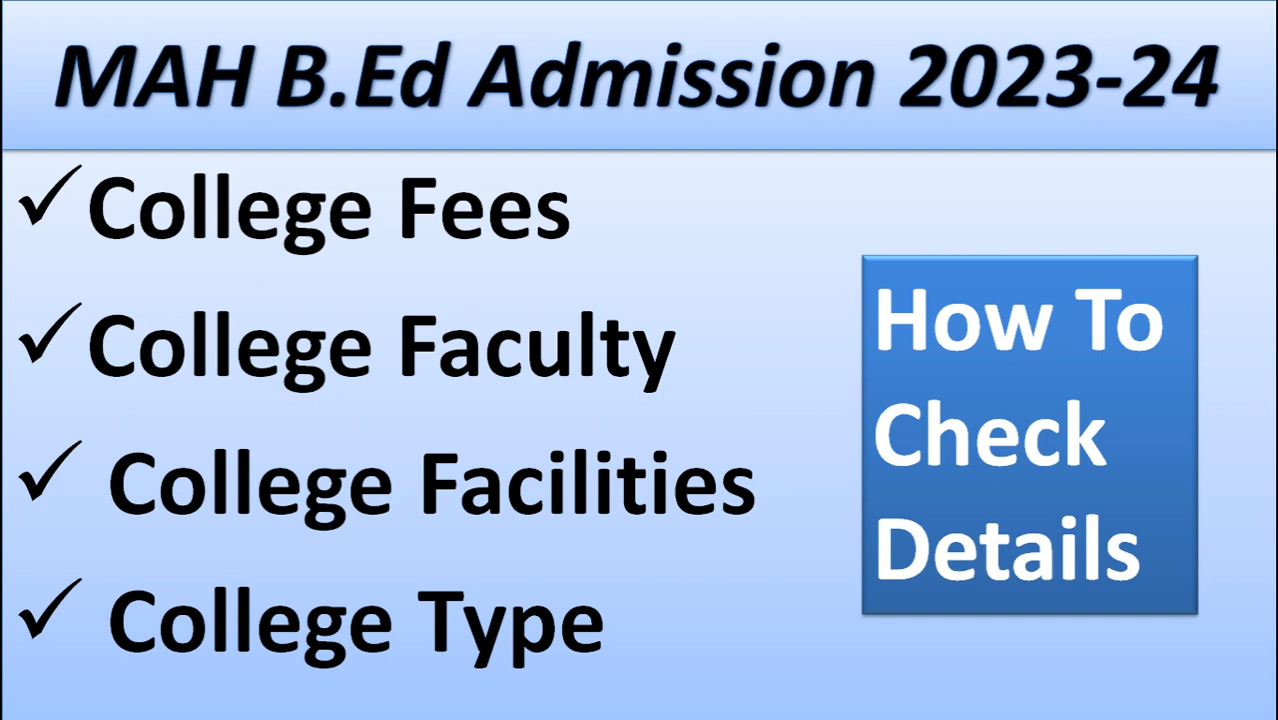 MAH B.Ed Admission 2023-24
✓College Fees
✓College Faculty
✓ College Facilities
✓ College Type
How To
Check
Details